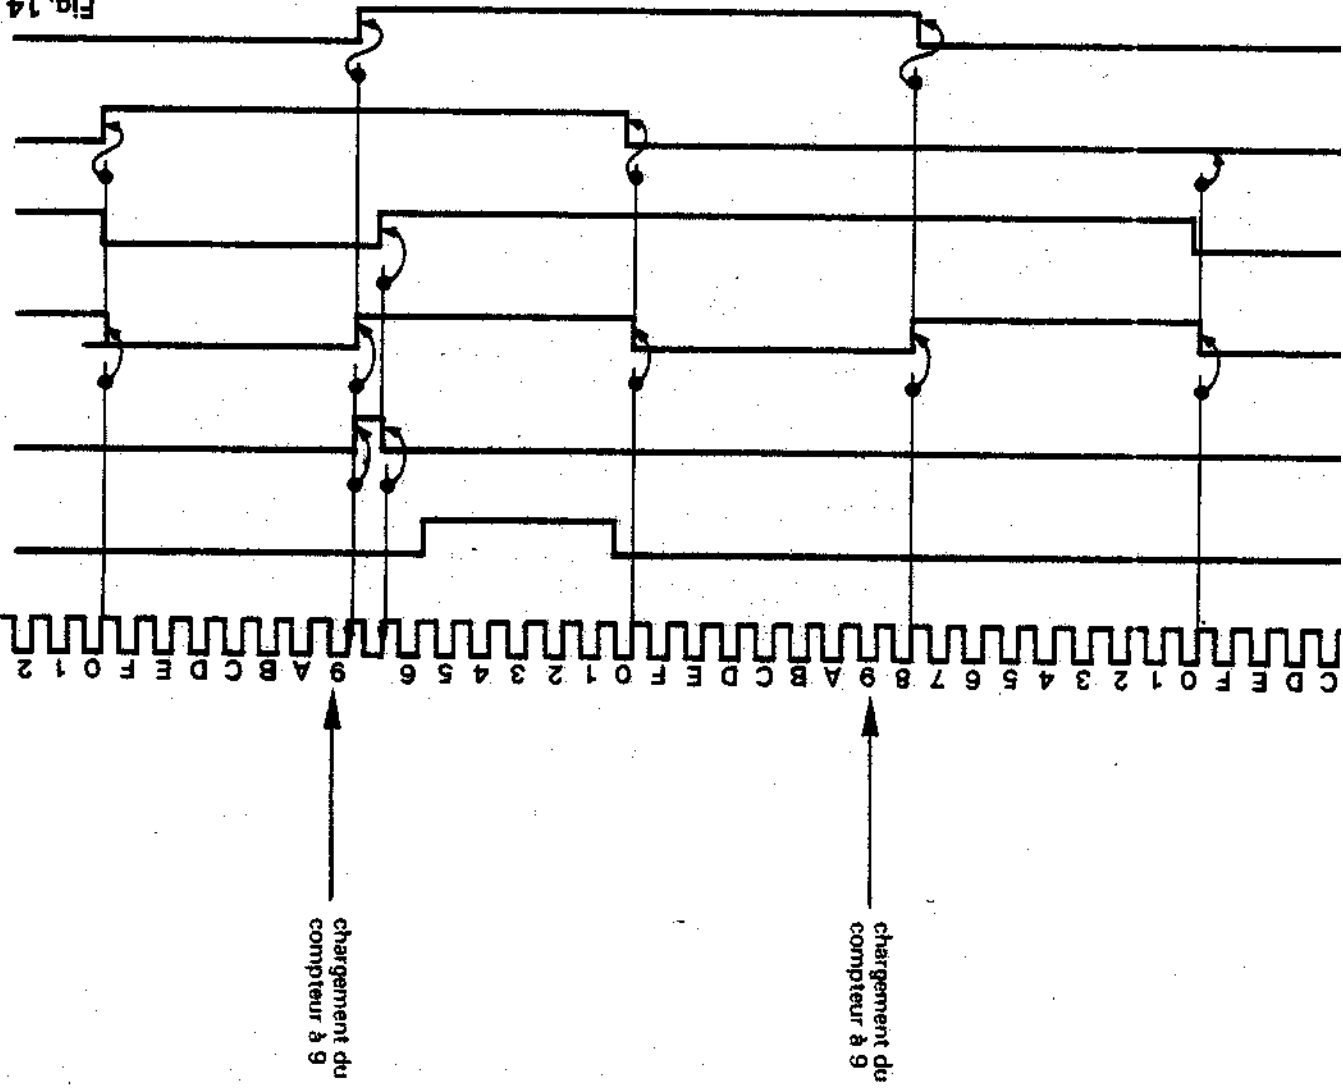 chargement du
compteur à 9
chargement du
compteur à 9
C D E F 0 1 2 3 4 5 6 7 8 9 A B C D E F 0 1 2 3 4 5 6 9 A B C D E F 0 1 2
Fig. 14